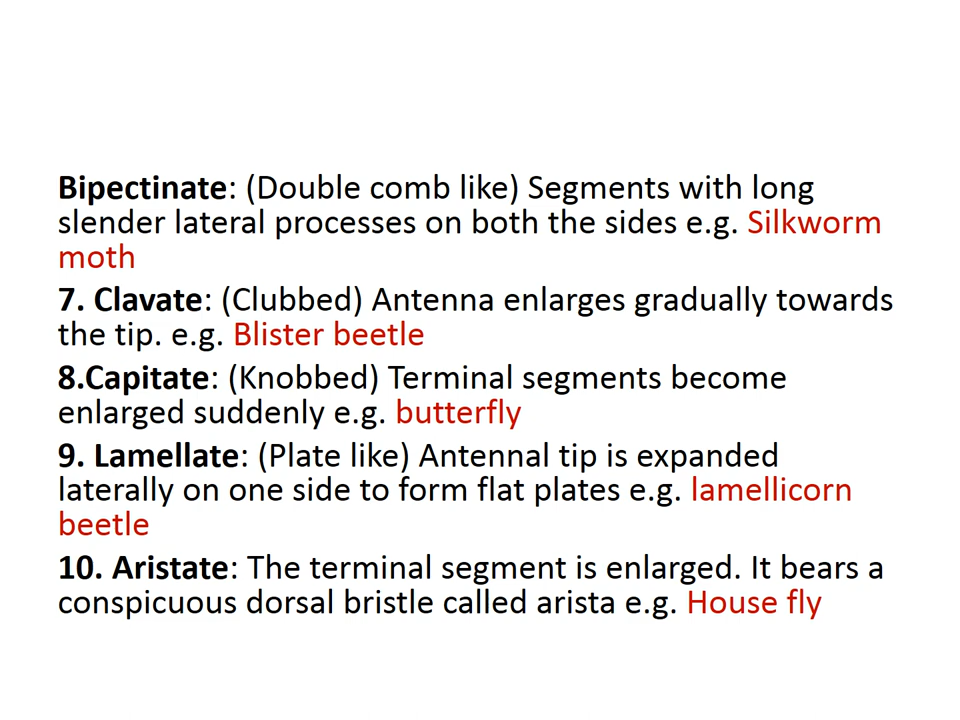 Bipectinate: (Double comb like) Segments with long
slender lateral processes on both the sides e.g. Silkworm
moth
7. Clavate: (Clubbed) Antenna enlarges gradually towards
the tip. e.g. Blister beetle
8.Capitate: (Knobbed) Terminal segments become
enlarged suddenly e.g. butterfly
9. Lamellate: (Plate like) Antennal tip is expanded
laterally on one side to form flat plates e.g. lamellicorn
beetle
10. Aristate: The terminal segment is enlarged. It bears a
conspicuous dorsal bristle called arista e.g. House fly